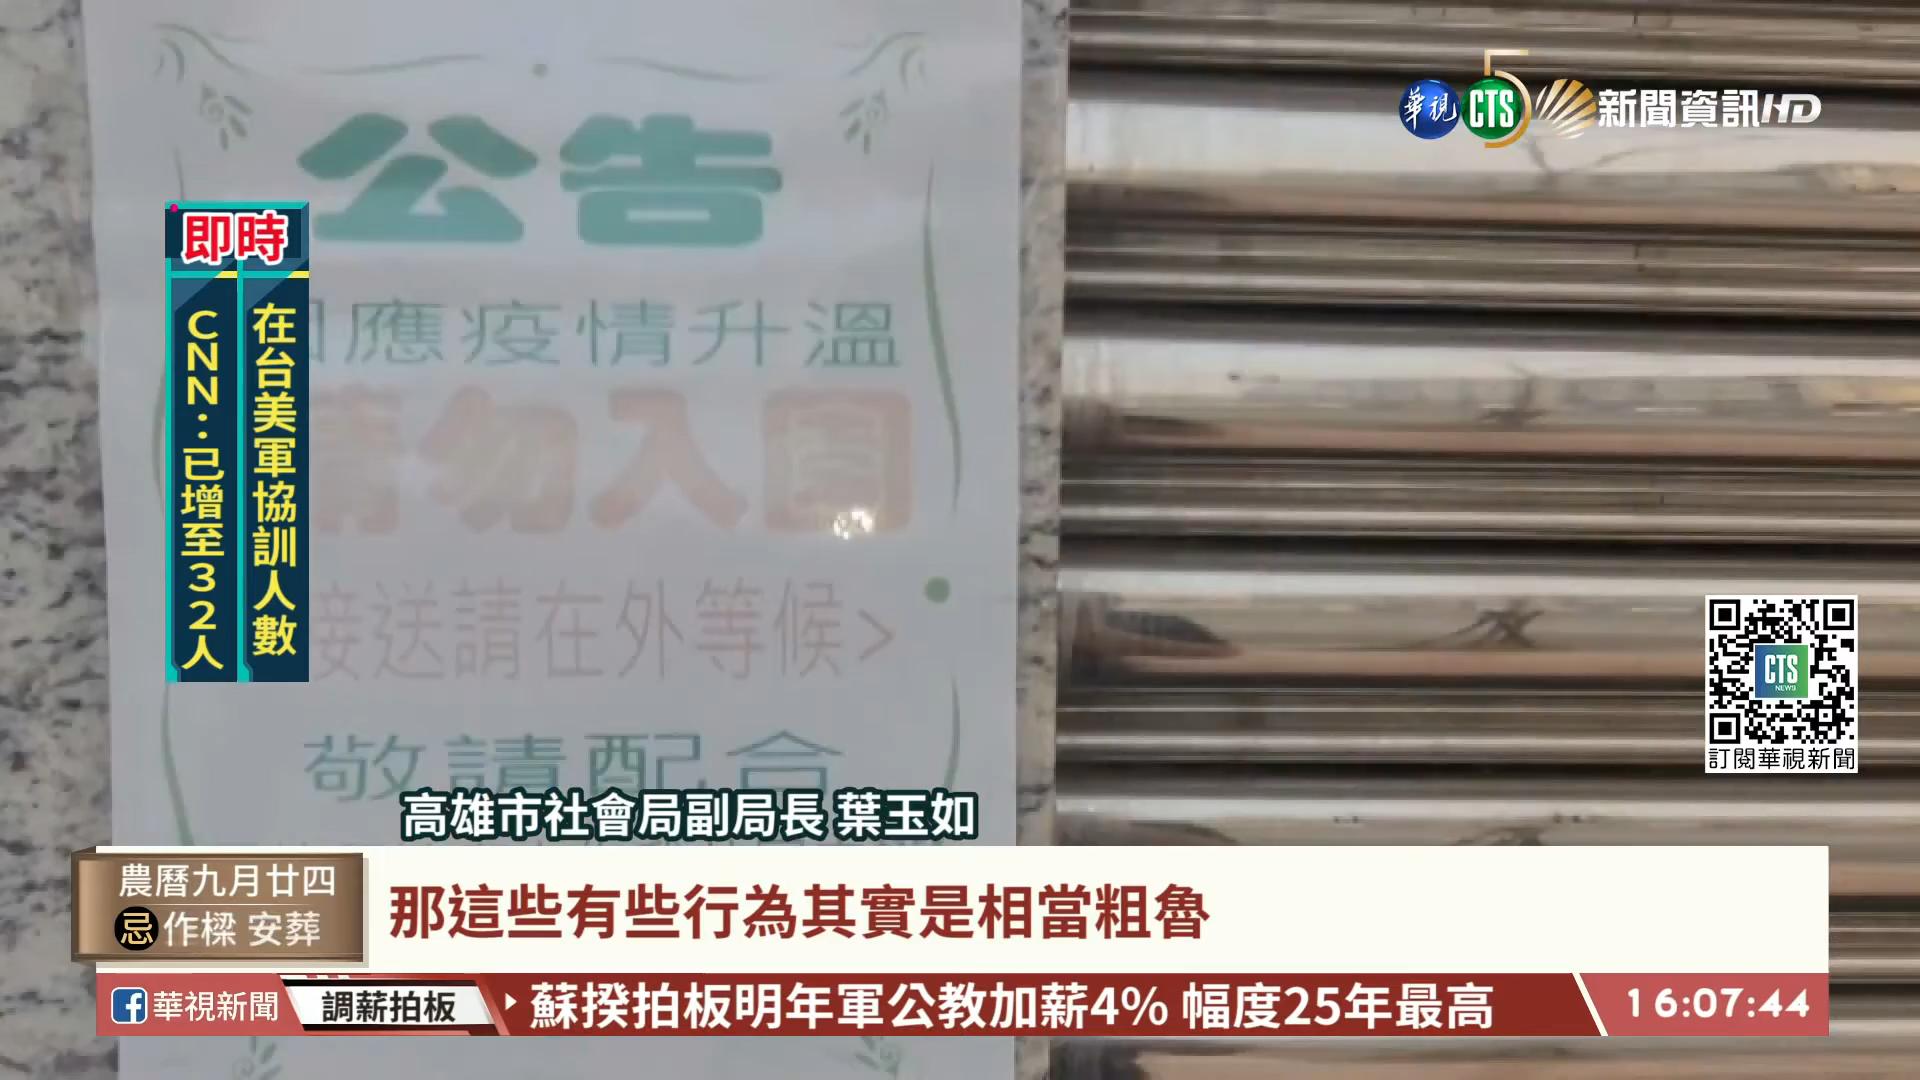 公告
因應疫情升溫
請勿入園
接送請在外等候>
敬請配合
華視 CTS 新聞資訊HD
即時
在台美軍協訓人數
CNN:已增至32人
CTS NEWS
訂閱華視新聞
高雄市社會局副局長 葉玉如
農曆九月廿四
忌 作樑 安葬
那這些有些行為其實是相當粗魯
華視新聞
調薪拍板
蘇揆拍板明年軍公教加薪4% 幅度25年最高
16:07:44